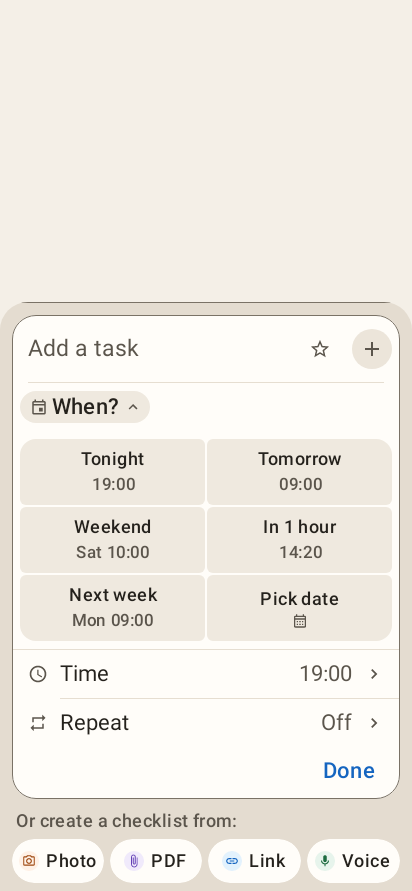 Add a task
When?
Tonight
19:00
Tomorrow
09:00
Weekend
Sat 10:00
In 1 hour
14:20
Next week
Mon 09:00
Pick date
Time 19:00
Repeat Off
Done
Or create a checklist from:
Photo PDF Link Voice